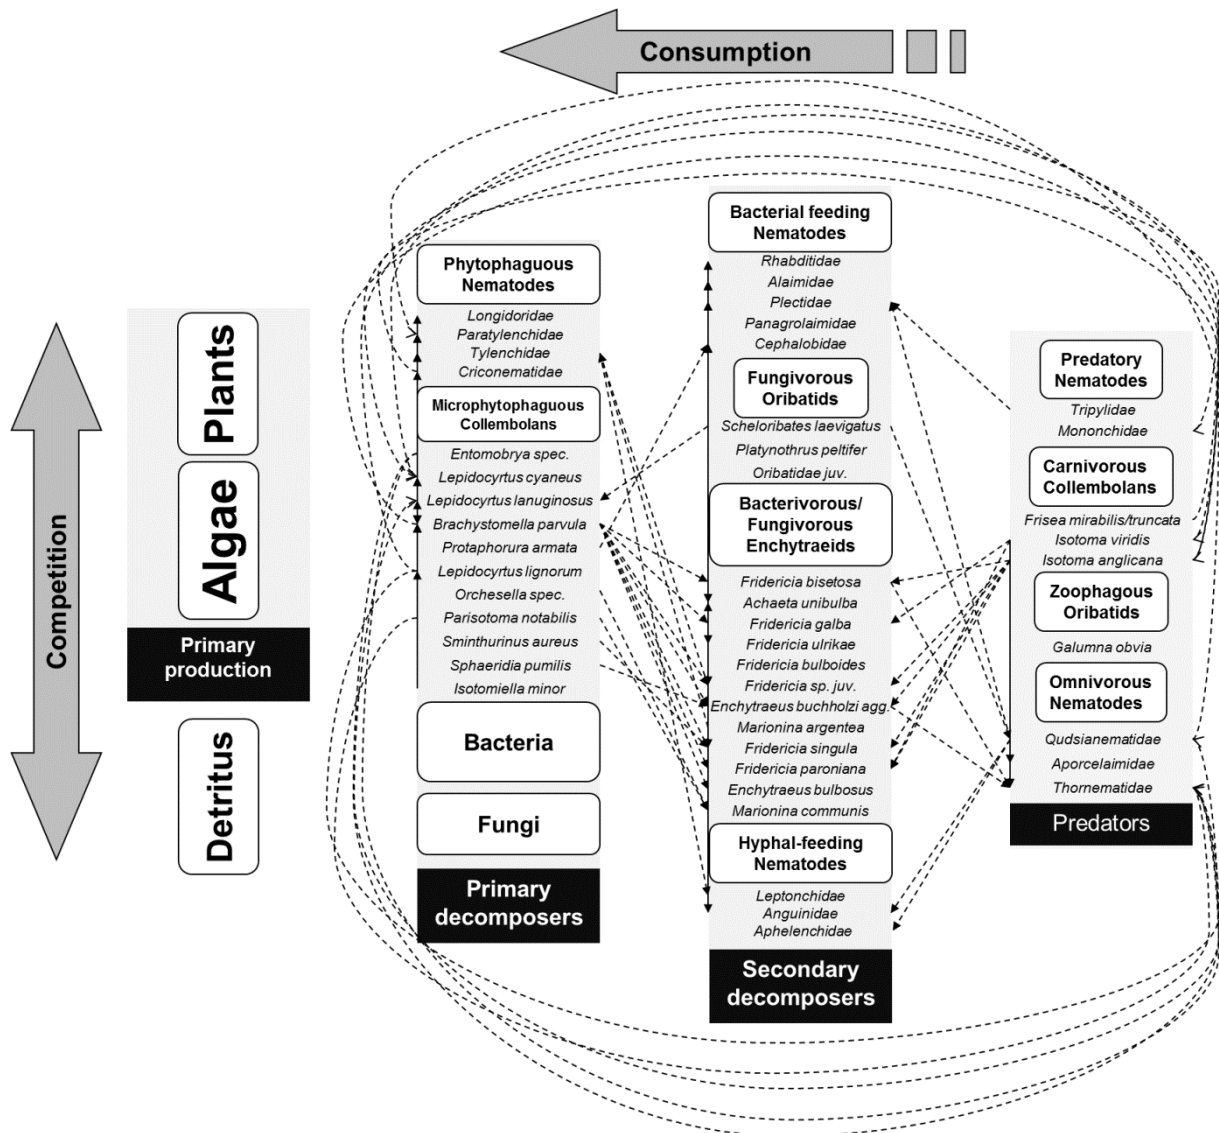 Consumption
Competition
Plants
Algae
Primary
production
Detritus
Phytophaguous
Nematodes
Longidoridae
Paratylenchidae
Tylenchidae
Criconematidae
Microphytophaguous
Collembolans
Entomobrya spec.
Lepidocyrtus cyaneus
Lepidocyrtus lanuginosus
Brachystomella parvula
Protaphorura armata
Lepidocyrtus lignorum
Orchesella spec.
Parisotoma notabilis
Sminthurinus aureus
Sphaeridia pumilis
Isotomiella minor
Bacteria
Fungi
Primary
decomposers
Bacterial feeding
Nematodes
Rhabditidae
Alaimidae
Plectidae
Panagrolaimidae
Cephalobidae
Fungivorous
Oribatids
Scheloribates laevigatus
Platynothrus peltifer
Oribatidae juv.
Bacterivorous/
Fungivorous
Enchytraeids
Fridericia bisetosa
Achaeta unibulba
Fridericia galba
Fridericia ulrikae
Fridericia bulboides
Fridericia sp. juv.
Enchytraeus buchholzi agg.
Marionina argentea
Fridericia singula
Fridericia paroniana
Enchytraeus bulbosus
Marionina communis
Hyphal-feeding
Nematodes
Leptonchidae
Anguinidae
Aphelenchidae
Secondary
decomposers
Predatory
Nematodes
Tripylidae
Mononchidae
Carnivorous
Collembolans
Frisea mirabilis/truncata
Isotoma viridis
Isotoma anglicana
Zoophagous
Oribatids
Galumna obvia
Omnivorous
Nematodes
Qudsianematidae
Aporcelaimidae
Thornematidae
Predators